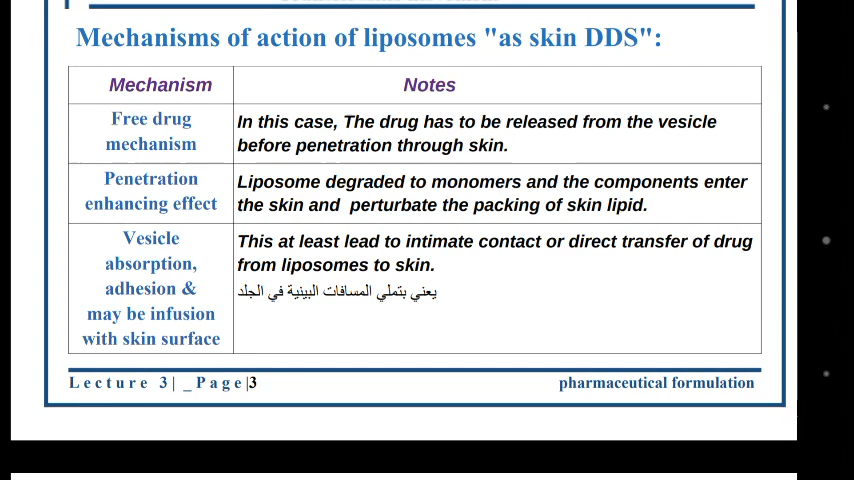 Mechanisms of action of liposomes "as skin DDS":
Mechanism Notes
Free drug
mechanism
In this case, The drug has to be released from the vesicle
before penetration through skin.
Penetration
enhancing effect
Liposome degraded to monomers and the components enter
the skin and perturbate the packing of skin lipid.
Vesicle
absorption,
adhesion &
may be infusion
with skin surface
This at least lead to intimate contact or direct transfer of drug
from liposomes to skin.
يعني بتملي المسافات البينية في الجلد
Lecture 3| _Page|3 pharmaceutical formulation